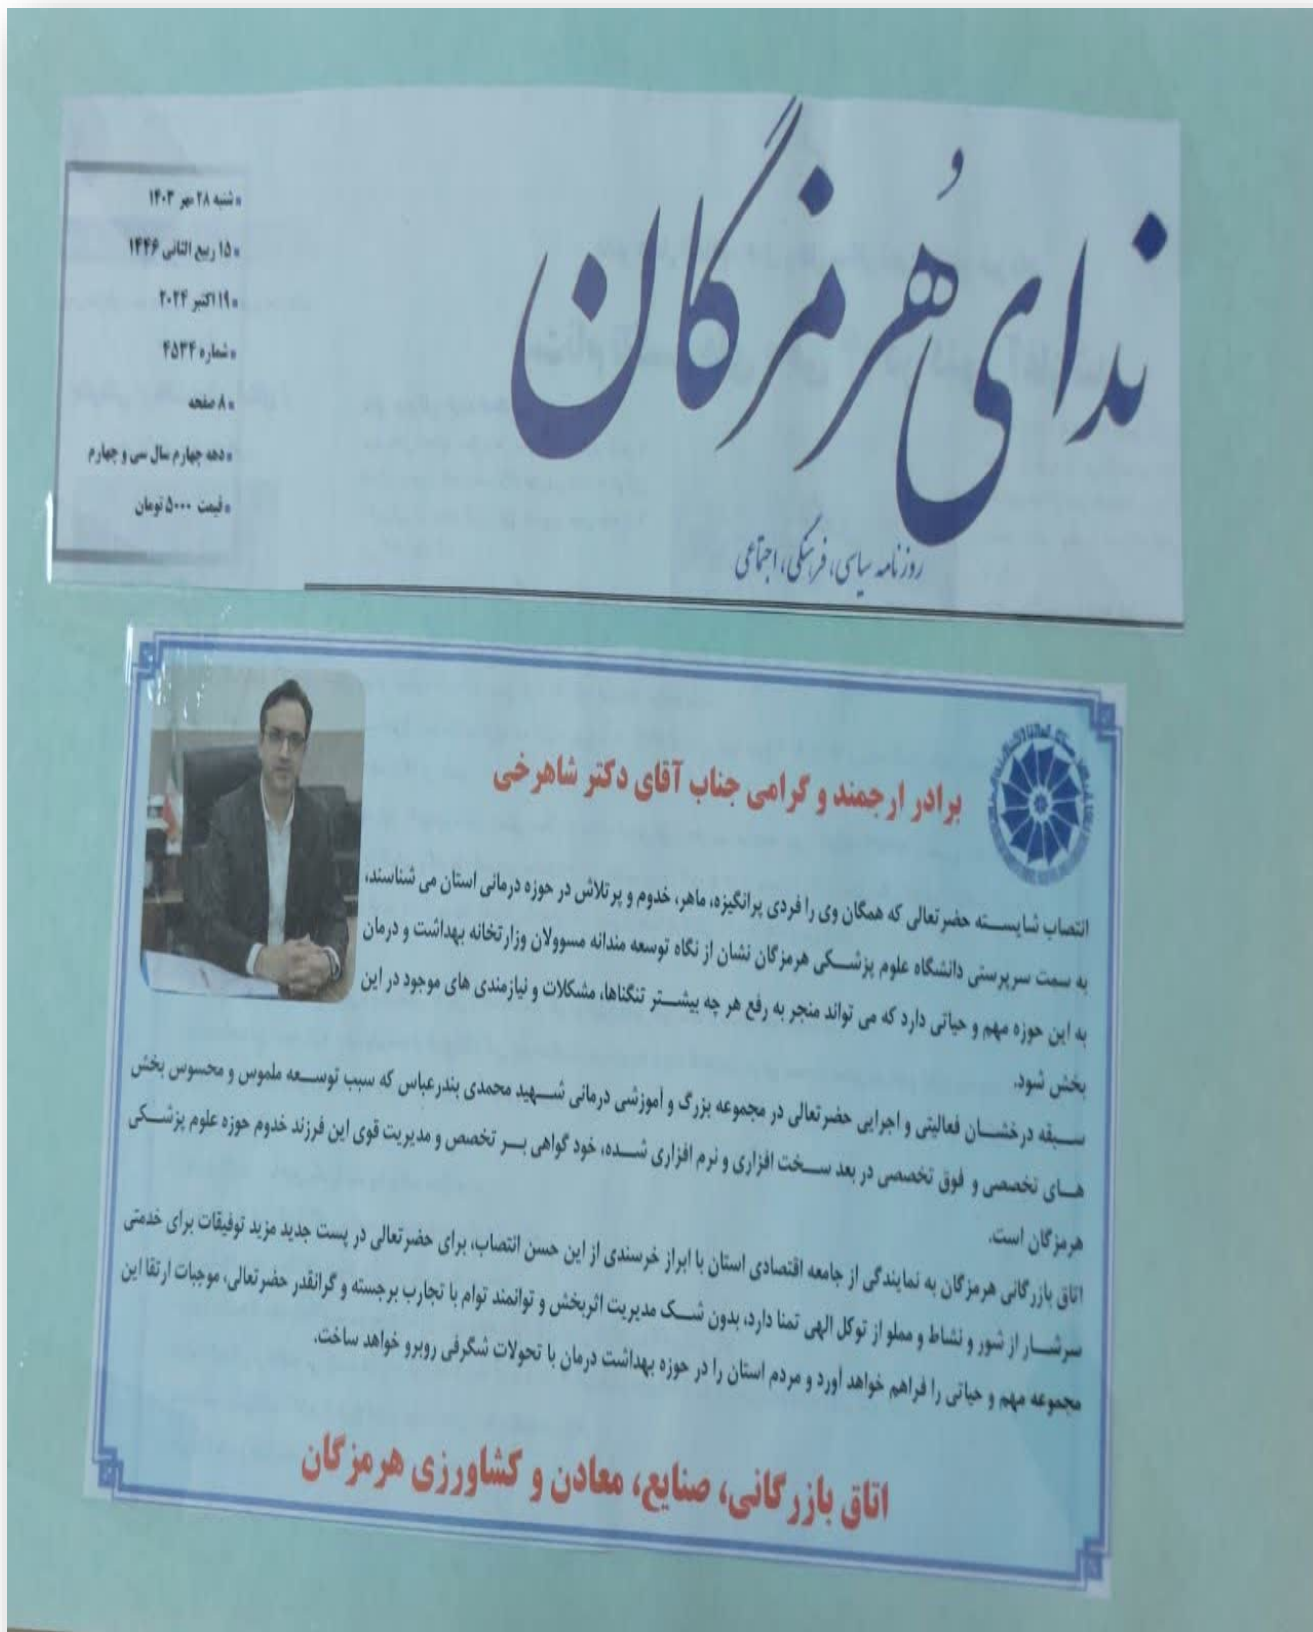 ندای هُرمزگان
روزنامه سیاسی، فرهنگی، اجتماعی
شنبه ۲۸ مهر ۱۴۰۳
۱۵ ربیع الثانی ۱۴۴۶
۱۹ اکتبر ۲۰۲۴
شماره ۴۵۳۴
۸ صفحه
دهه چهارم سال سی و چهارم
قیمت ۵۰۰۰ تومان
برادر ارجمند و گرامی جناب آقای دکتر شاهرخی
انتصاب شایسته حضرتعالی که همگان وی را فردی پرانگیزه، ماهر، خدوم و پرتلاش در حوزه درمانی استان می شناسند،
به سمت سرپرستی دانشگاه علوم پزشکی هرمزگان نشان از نگاه توسعه مندانه مسوولان وزارتخانه بهداشت و درمان
به این حوزه مهم و حیاتی دارد که می تواند منجر به رفع هر چه بیشتر تنگناها، مشکلات و نیازمندی های موجود در این
بخش شود.
سبقه درخشان فعالیتی و اجرایی حضرتعالی در مجموعه بزرگ و آموزشی درمانی شهید محمدی بندرعباس که سبب توسعه ملموس و محسوس بخش
های تخصصی و فوق تخصصی در بعد سخت افزاری و نرم افزاری شده، خود گواهی بر تخصص و مدیریت قوی این فرزند خدوم حوزه علوم پزشکی
هرمزگان است.
اتاق بازرگانی هرمزگان به نمایندگی از جامعه اقتصادی استان با ابراز خرسندی از این حسن انتصاب، برای حضرتعالی در پست جدید مزید توفیقات برای خدمتی
سرشار از شور و نشاط و مملو از توکل الهی تمنا دارد، بدون شک مدیریت اثربخش و توانمند توام با تجارب برجسته و گرانقدر حضرتعالی، موجبات ارتقا این
مجموعه مهم و حیاتی را فراهم خواهد آورد و مردم استان را در حوزه بهداشت درمان با تحولات شگرفی روبرو خواهد ساخت.
اتاق بازرگانی، صنایع، معادن و کشاورزی هرمزگان